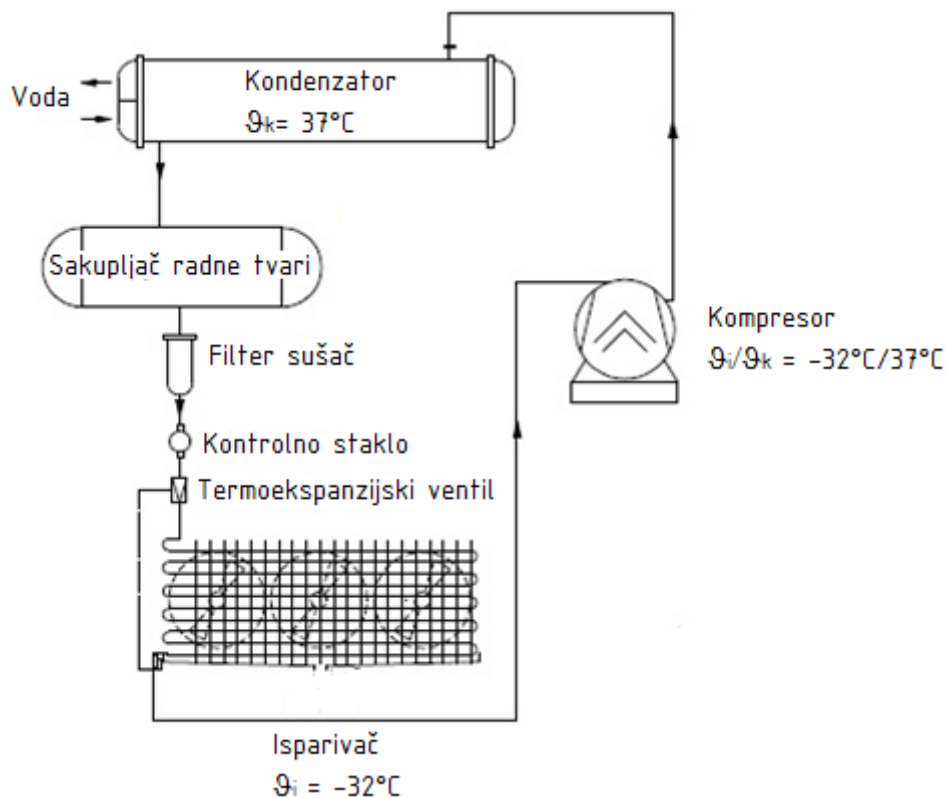 Kondenzator
ϑk= 37°C
Voda
Sakupljač radne tvari
Kompresor
ϑi/ϑk = -32°C/37°C
Filter sušač
Kontrolno staklo
Termoekspanzijski ventil
Isparivač
ϑi = -32°C